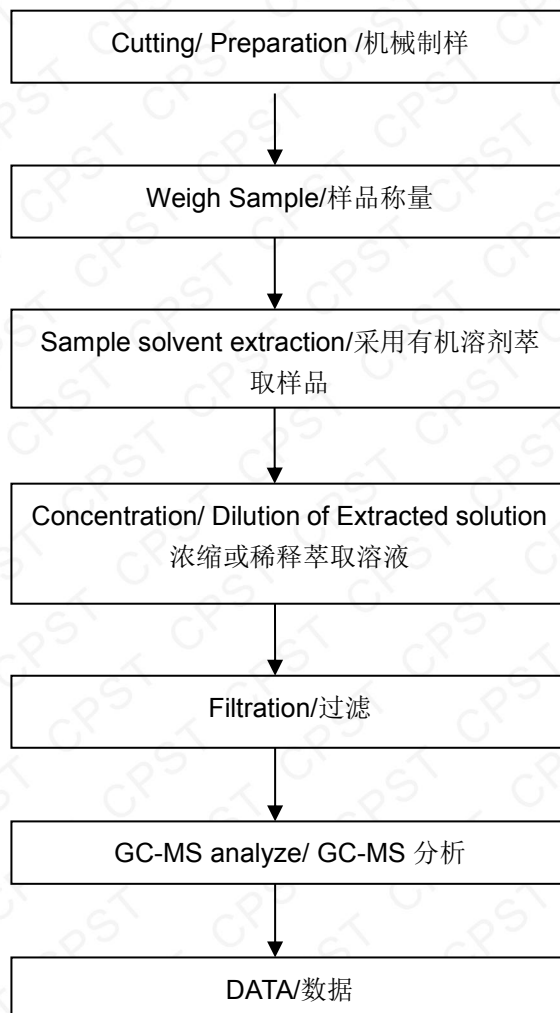 Cutting/ Preparation /机械制样
Weigh Sample/样品称量
Sample solvent extraction/采用有机溶剂萃
取样品
Concentration/ Dilution of Extracted solution
浓缩或稀释萃取溶液
Filtration/过滤
GC-MS analyze/ GC-MS 分析
DATA/数据